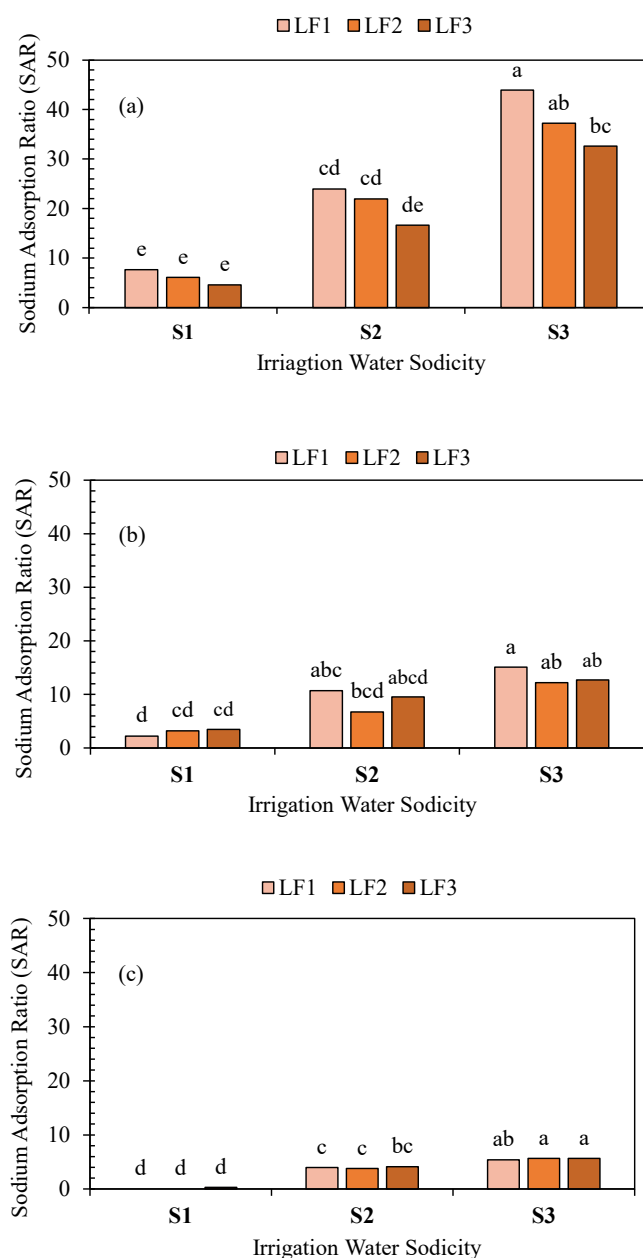 LF1 LF2 LF3
Sodium Adsorption Ratio (SAR)
50
40
30
20
10
0
(a)
e e e
cd cd de
a ab bc
S1 S2 S3
Irriagtion Water Sodicity
LF1 LF2 LF3
Sodium Adsorption Ratio (SAR)
50
40
30
20
10
0
(b)
d cd cd
abc bcd abcd
a ab ab
S1 S2 S3
Irrigation Water Sodicity
LF1 LF2 LF3
Sodium Adsorption Ratio (SAR)
50
40
30
20
10
0
(c)
d d d
c c bc
ab a a
S1 S2 S3
Irrigation Water Sodicity